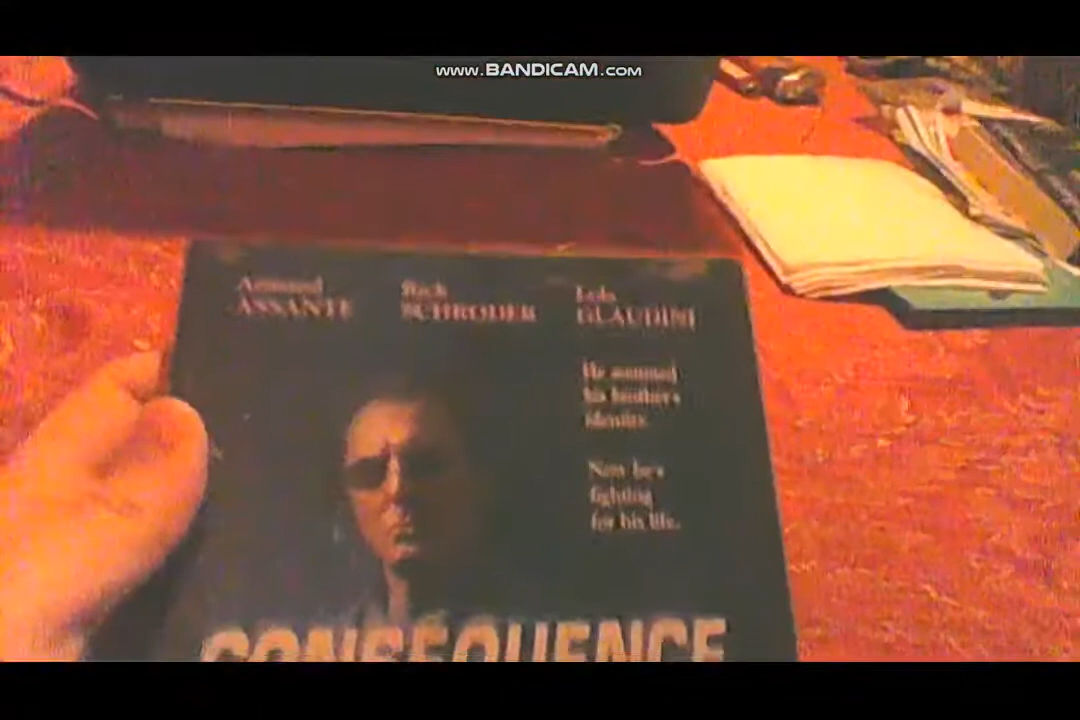 www.BANDICAM.com
Armand Rick Lola
ASSANTE SCHRODER GLAUDINI
He assumed
his brother's
identity.
Now he's
fighting
for his life.
CONSEQUENCE